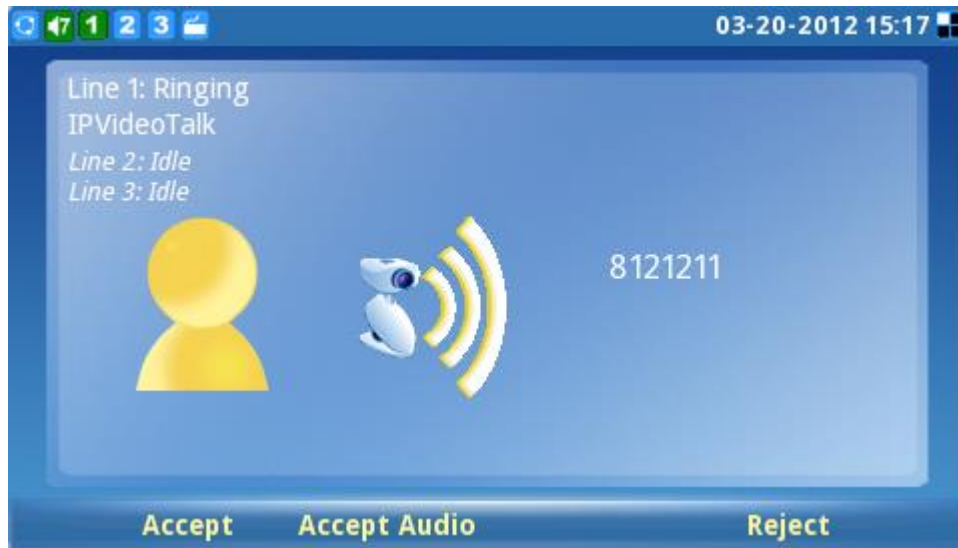 7 1 2 3 03-20-2012 15:17
Line 1: Ringing
IPVideoTalk
Line 2: Idle
Line 3: Idle
8121211
Accept Accept Audio Reject